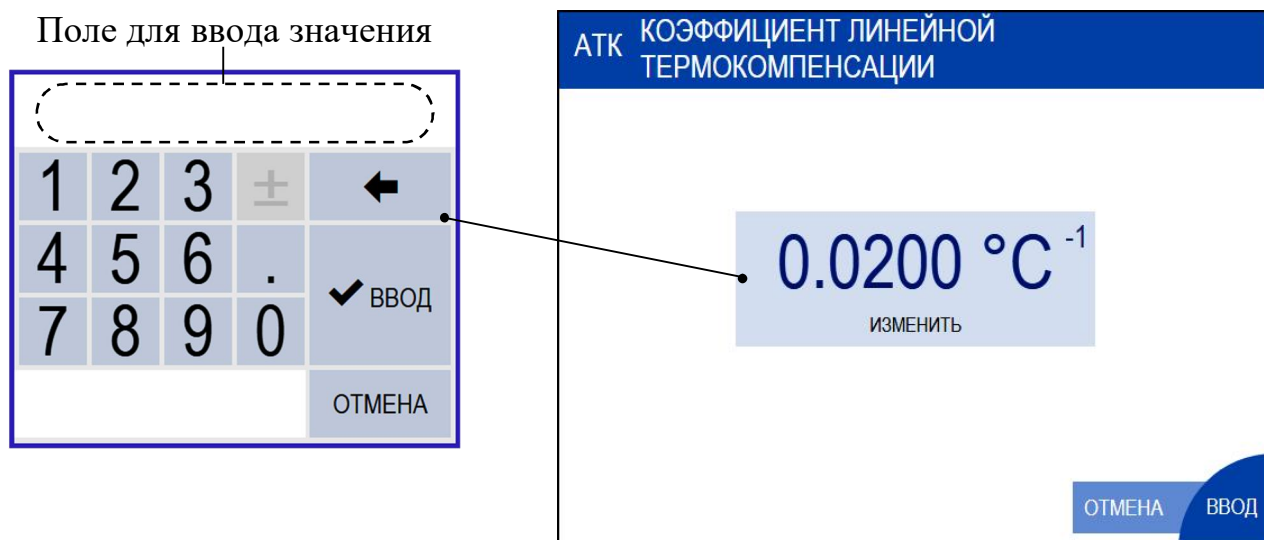 Поле для ввода значения
1 2 3 ±
4 5 6 .
ВВОД
7 8 9 0
ОТМЕНА
АТК КОЭФФИЦИЕНТ ЛИНЕЙНОЙ
ТЕРМОКОМПЕНСАЦИИ
0.0200 °C -1
ИЗМЕНИТЬ
ОТМЕНА ВВОД